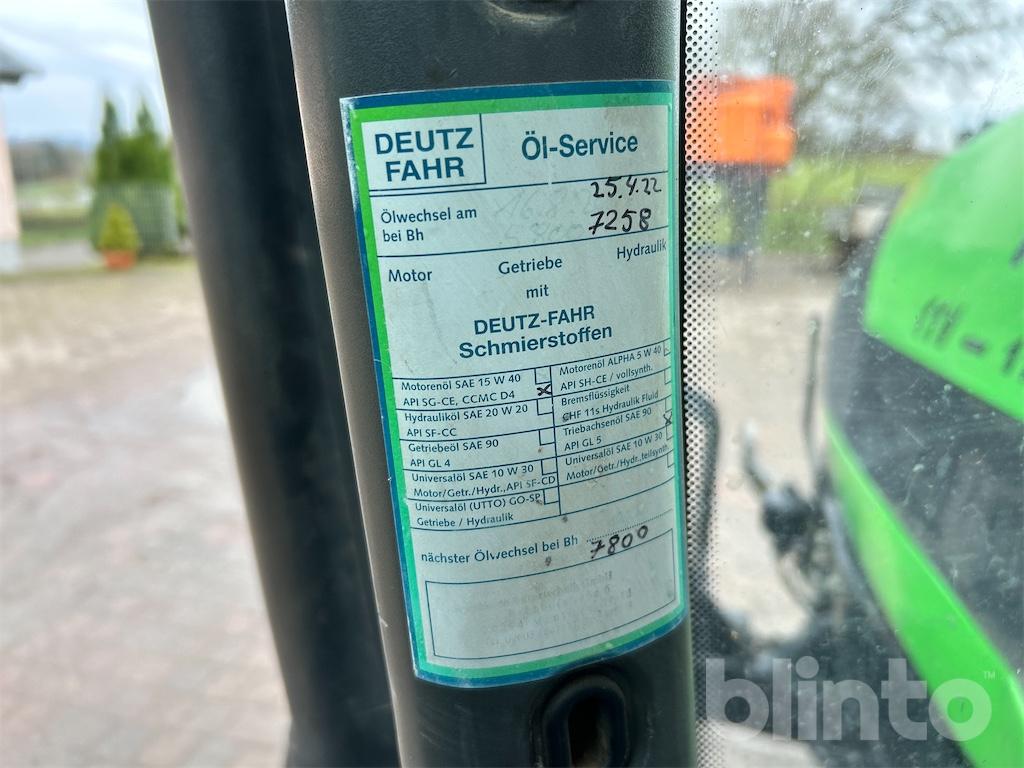 DEUTZ
FAHR
Öl-Service
Ölwechsel am 25.4.22
bei Bh 7258
Motor Getriebe Hydraulik
mit
DEUTZ-FAHR
Schmierstoffen
Motorenöl SAE 15 W 40
API SG-CE, CCMC D4
Motorenöl ALPHA 5 W 40
API SH-CE / vollsynth.
Hydrauliköl SAE 20 W 20
API SF-CC
Bremsflüssigkeit
CHF 11s Hydraulik Fluid
Getriebeöl SAE 90
API GL 4
Triebachsenöl SAE 90
API GL 5
Universalöl SAE 10 W 30
Motor/Getr./Hydr., API SF-CD
Universalöl SAE 10 W 30
Motor/Getr./Hydr., teilsynth.
Universalöl (UTTO) GO-SP
Getriebe / Hydraulik
nächster Ölwechsel bei Bh 7800
blinto™